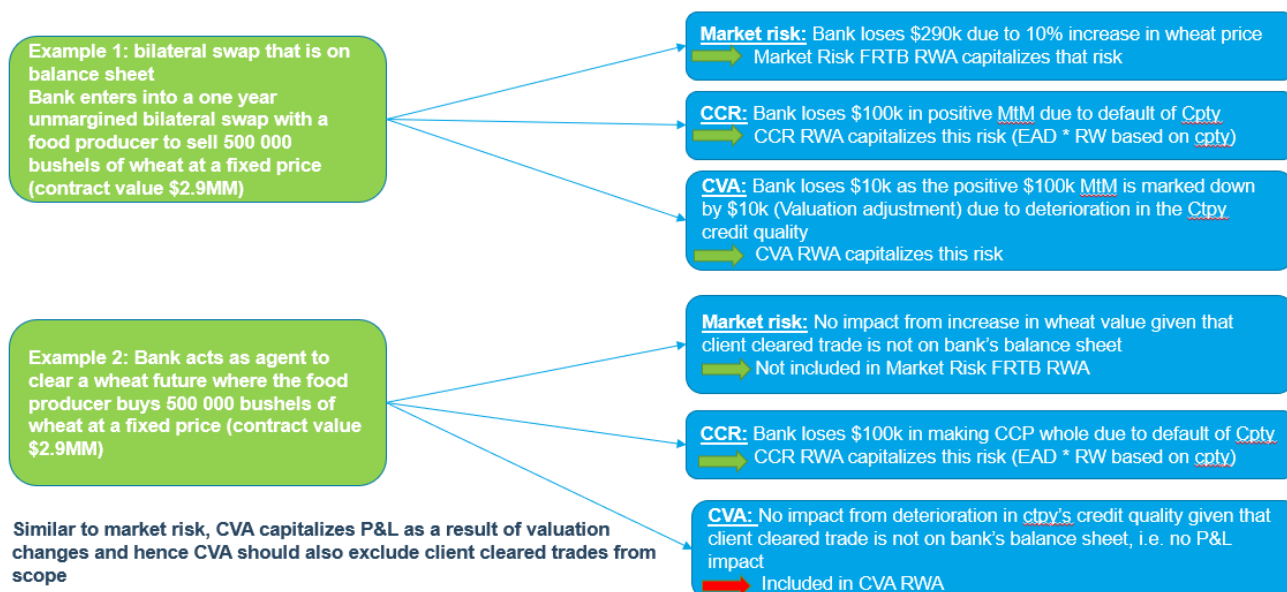 Example 1: bilateral swap that is on
balance sheet
Bank enters into a one year
unmargined bilateral swap with a
food producer to sell 500 000
bushels of wheat at a fixed price
(contract value $2.9MM)
Market risk: Bank loses $290k due to 10% increase in wheat price
Market Risk FRTB RWA capitalizes that risk
CCR: Bank loses $100k in positive MtM due to default of Cpty
CCR RWA capitalizes this risk (EAD * RW based on cpty)
CVA: Bank loses $10k as the positive $100k MtM is marked down
by $10k (Valuation adjustment) due to deterioration in the Ctpy
credit quality
CVA RWA capitalizes this risk
Example 2: Bank acts as agent to
clear a wheat future where the food
producer buys 500 000 bushels of
wheat at a fixed price (contract value
$2.9MM)
Market risk: No impact from increase in wheat value given that
client cleared trade is not on bank's balance sheet
Not included in Market Risk FRTB RWA
CCR: Bank loses $100k in making CCP whole due to default of Cpty
CCR RWA capitalizes this risk (EAD * RW based on cpty)
CVA: No impact from deterioration in ctpy's credit quality given that
client cleared trade is not on bank's balance sheet, i.e. no P&L
impact
Included in CVA RWA
Similar to market risk, CVA capitalizes P&L as a result of valuation
changes and hence CVA should also exclude client cleared trades from
scope